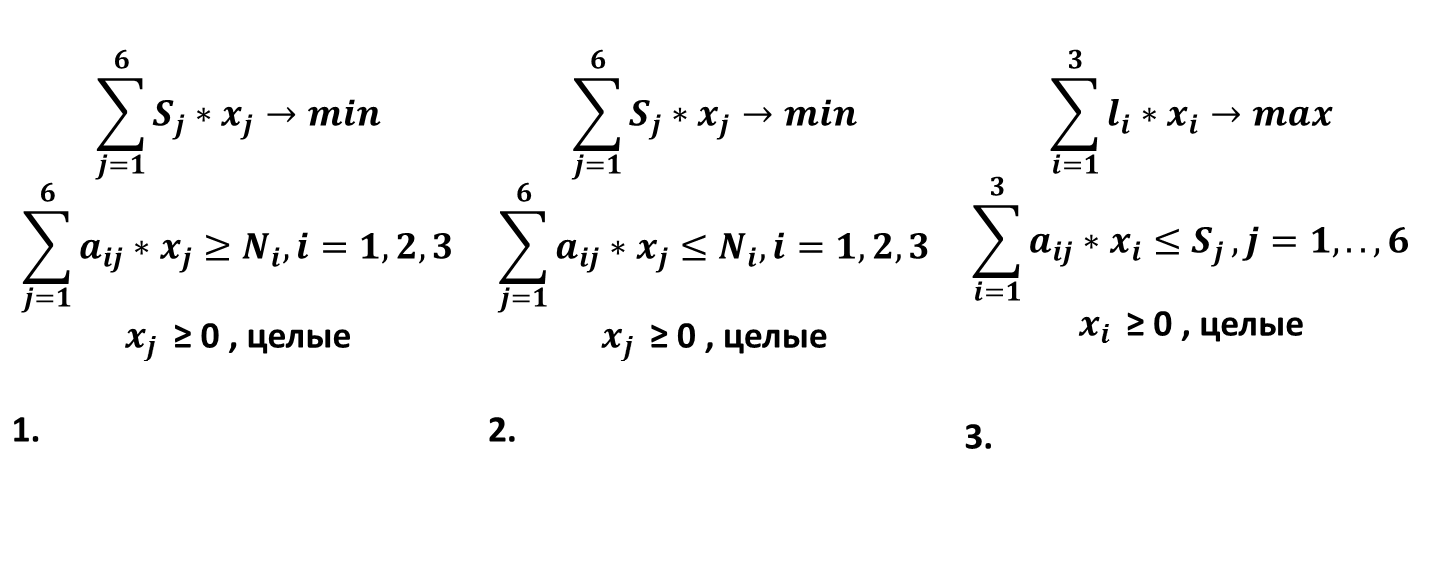 6
∑ S_j * x_j → min
j=1
6
∑ a_ij * x_j ≥ N_i, i = 1, 2, 3
j=1
x_j ≥ 0 , целые
1.
6
∑ S_j * x_j → min
j=1
6
∑ a_ij * x_j ≤ N_i, i = 1, 2, 3
j=1
x_j ≥ 0 , целые
2.
3
∑ l_i * x_i → max
i=1
3
∑ a_ij * x_i ≤ S_j , j = 1, . . , 6
i=1
x_i ≥ 0 , целые
3.